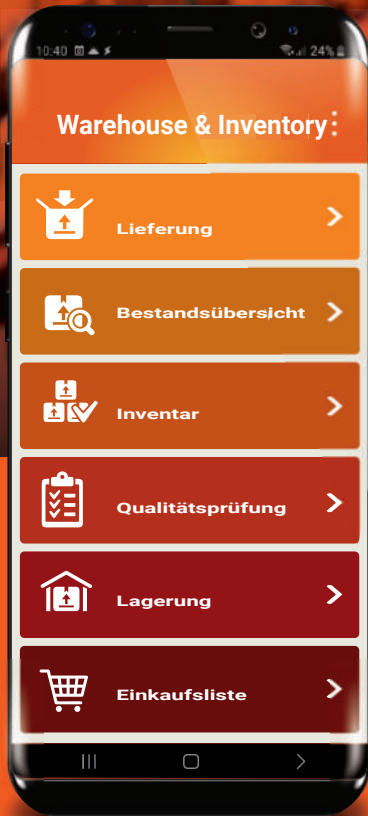 10:40
24%
Warehouse & Inventory
Lieferung
Bestandsübersicht
Inventar
Qualitätsprüfung
Lagerung
Einkaufsliste